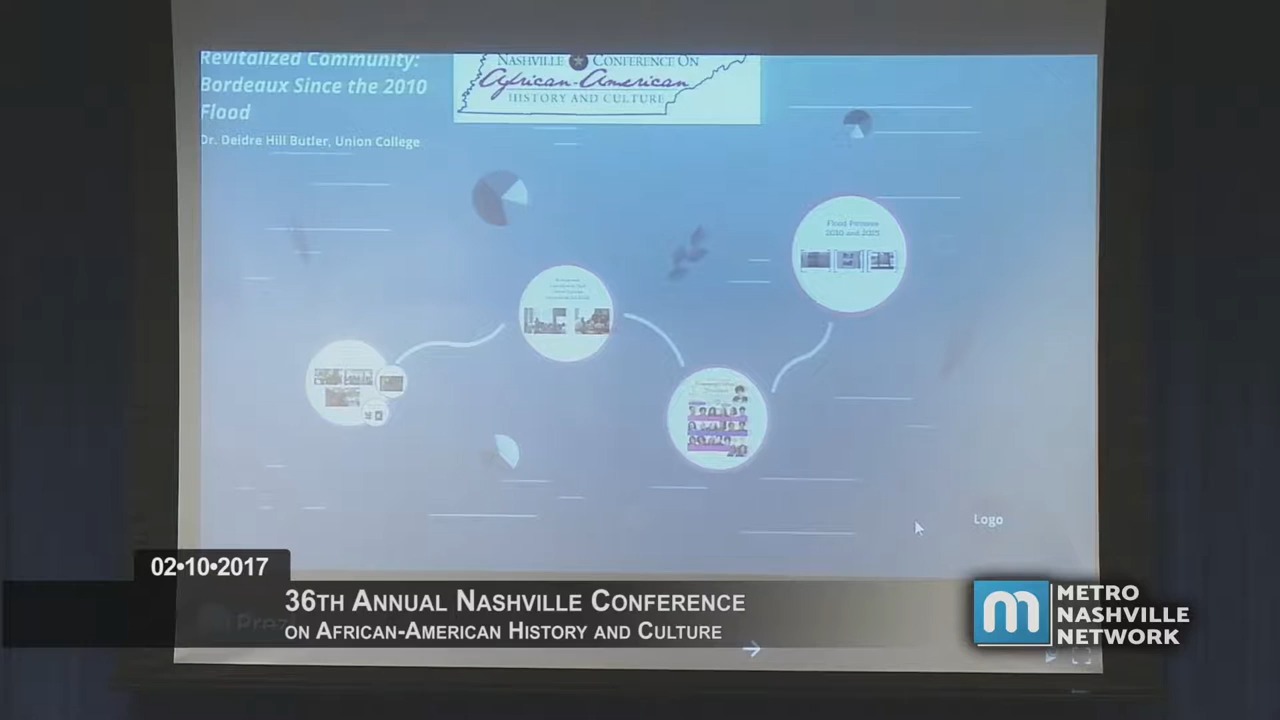 Revitalized Community:
Bordeaux Since the 2010
Flood
Dr. Deidre Hill Butler, Union College
NASHVILLE CONFERENCE ON
African-American
HISTORY AND CULTURE
Flood Pictures
2010 and 2015
Logo
02•10•2017
36TH ANNUAL NASHVILLE CONFERENCE
ON AFRICAN-AMERICAN HISTORY AND CULTURE
Prezi
m METRO
NASHVILLE
NETWORK